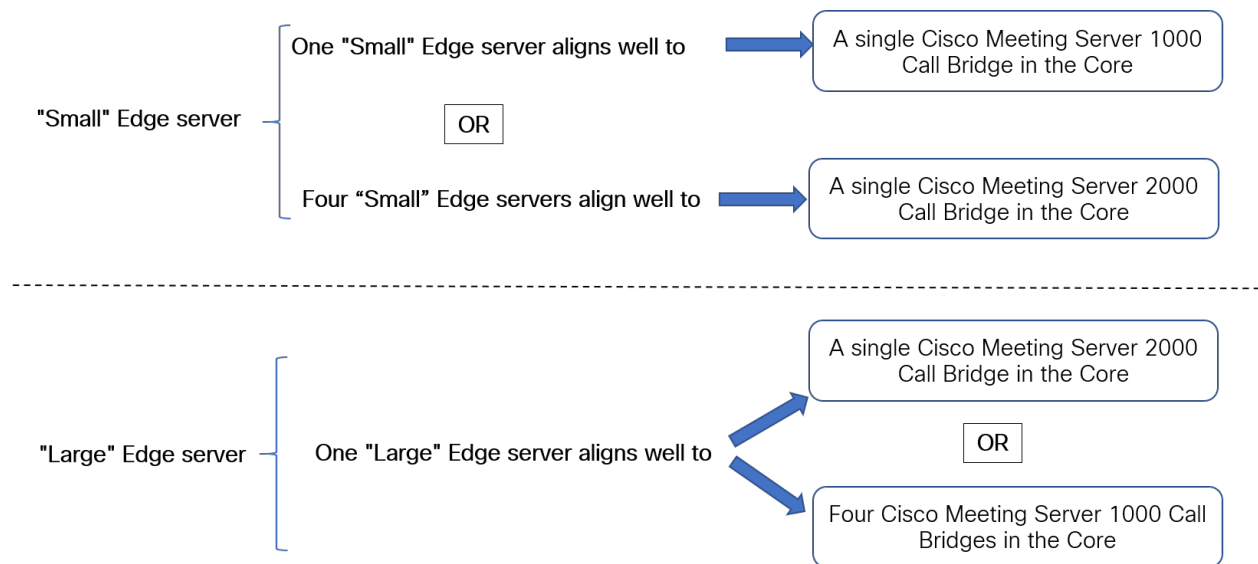 One "Small" Edge server aligns well to
A single Cisco Meeting Server 1000
Call Bridge in the Core
"Small" Edge server
OR
Four “Small” Edge servers align well to
A single Cisco Meeting Server 2000
Call Bridge in the Core
"Large" Edge server
One "Large" Edge server aligns well to
A single Cisco Meeting Server 2000
Call Bridge in the Core
OR
Four Cisco Meeting Server 1000 Call
Bridges in the Core